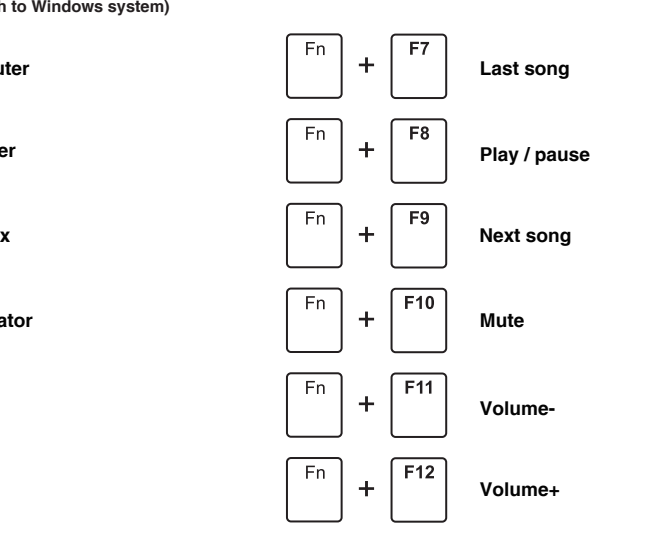 h to Windows system)
uter Fn + F7 Last song
er Fn + F8 Play / pause
x Fn + F9 Next song
ator Fn + F10 Mute
Fn + F11 Volume-
Fn + F12 Volume+